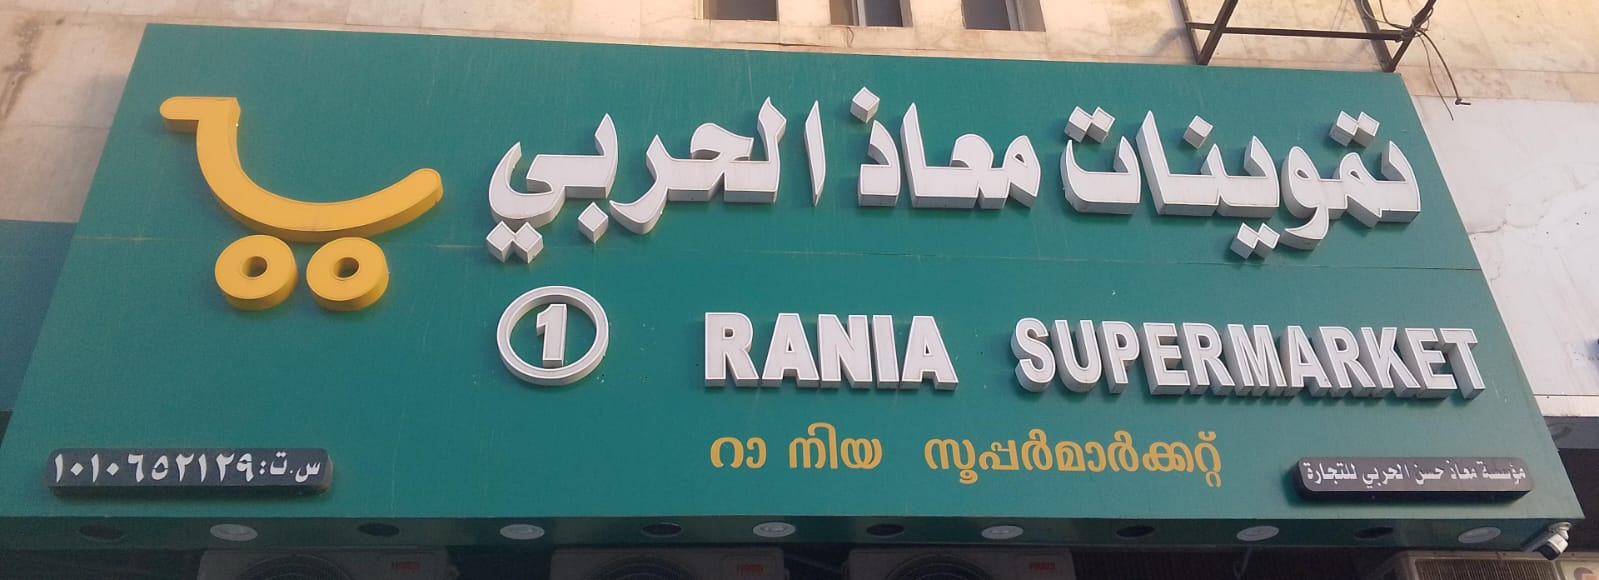 تموينات معاذ الحربي
1 RANIA SUPERMARKET
റാ നിയ സൂപ്പർമാർക്കറ്റ്
س.ت: ١٠١٠٦٥٢١٢٩
مؤسسة معاذ حسن الحربي للتجارة